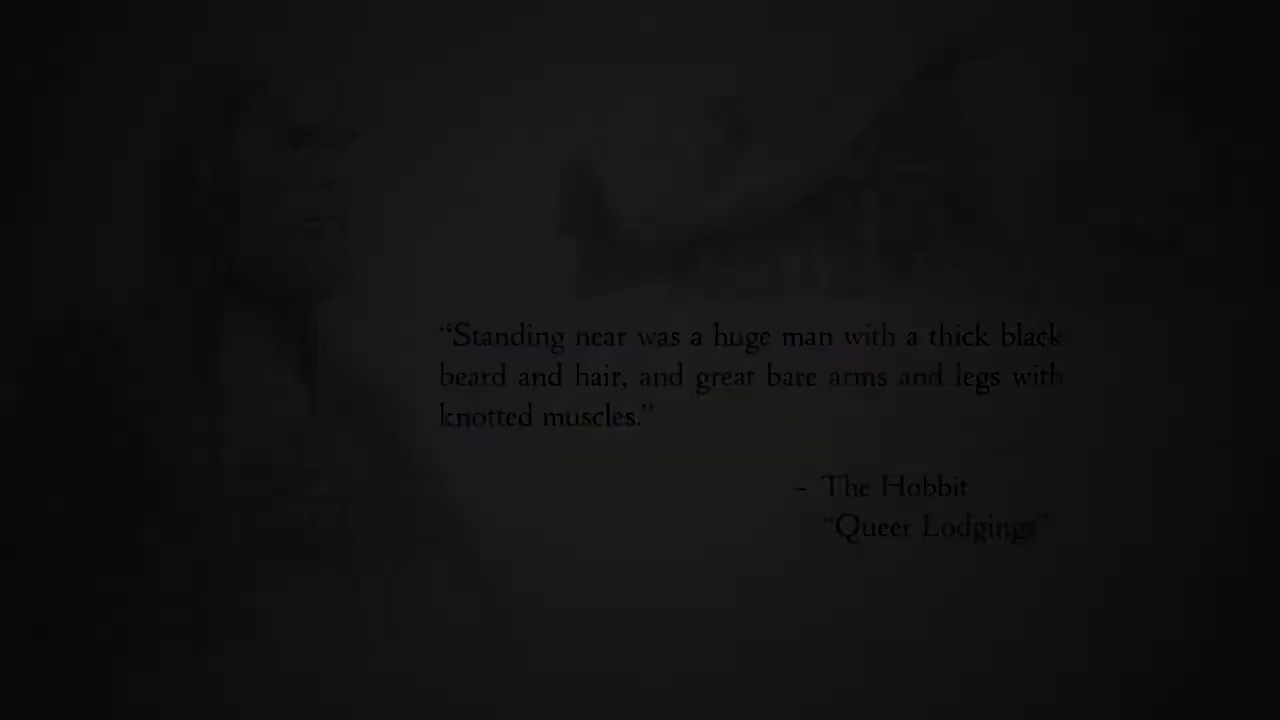 “Standing near was a huge man with a thick black
beard and hair, and great bare arms and legs with
knotted muscles.”
- The Hobbit
“Queer Lodgings”